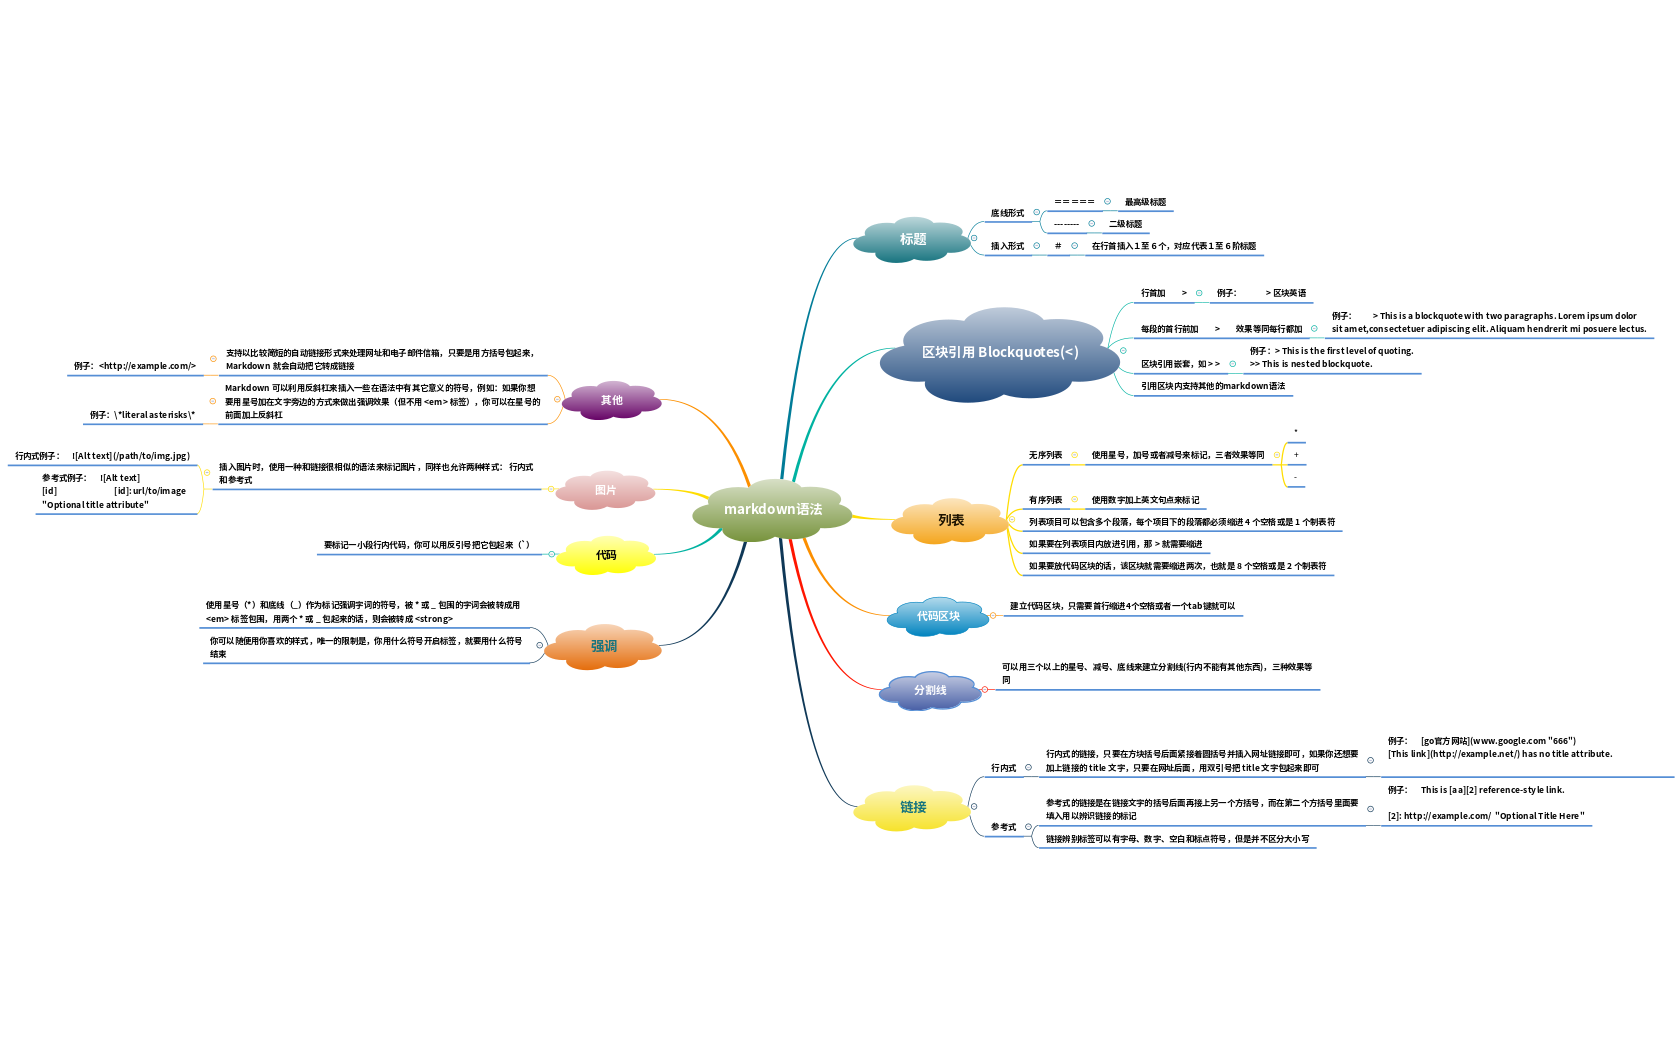 markdown语法
标题
底线形式
＝＝＝＝＝
最高级标题
--------
二级标题
插入形式
#
在行首插入 1 至 6 个，对应代表 1 至 6 阶标题
区块引用 Blockquotes(<)
行首加 >
例子： > 区块英语
每段的首行前加 > 效果等同每行都加
例子： > This is a blockquote with two paragraphs. Lorem ipsum dolor
sit amet,consectetuer adipiscing elit. Aliquam hendrerit mi posuere lectus.
区块引用嵌套，如 > >
例子：> This is the first level of quoting.
>> This is nested blockquote.
引用区块内支持其他的markdown语法
列表
无序列表
使用星号，加号或者减号来标记，三者效果等同
*
+
-
有序列表
使用数字加上英文句点来标记
列表项目可以包含多个段落，每个项目下的段落都必须缩进 4 个空格或是 1 个制表符
如果要在列表项目内放进引用，那 > 就需要缩进
如果要放代码区块的话，该区块就需要缩进两次，也就是 8 个空格或是 2 个制表符
代码区块
建立代码区块，只需要首行缩进4个空格或者一个tab键就可以
分割线
可以用三个以上的星号、减号、底线来建立分割线(行内不能有其他东西)，三种效果等
同
链接
行内式
行内式的链接，只要在方块括号后面紧接着圆括号并插入网址链接即可，如果你还想要
加上链接的 title 文字，只要在网址后面，用双引号把 title 文字包起来即可
例子： [go官方网站](www.google.com "666")
[This link](http://example.net/) has no title attribute.
参考式
参考式的链接是在链接文字的括号后面再接上另一个方括号，而在第二个方括号里面要
填入用以辨识链接的标记
例子： This is [aa][2] reference-style link.
[2]: http://example.com/ "Optional Title Here"
链接辨别标签可以有字母、数字、空白和标点符号，但是并不区分大小写
其他
支持以比较简短的自动链接形式来处理网址和电子邮件信箱，只要是用方括号包起来，
Markdown 就会自动把它转成链接
例子：<http://example.com/>
Markdown 可以利用反斜杠来插入一些在语法中有其它意义的符号，例如：如果你想
要用星号加在文字旁边的方式来做出强调效果（但不用 <em> 标签），你可以在星号的
前面加上反斜杠
例子：\*literal asterisks\*
图片
插入图片时，使用一种和链接很相似的语法来标记图片，同样也允许两种样式： 行内式
和参考式
行内式例子： ![Alt text](/path/to/img.jpg)
参考式例子： ![Alt text]
[id] [id]: url/to/image
"Optional title attribute"
代码
要标记一小段行内代码，你可以用反引号把它包起来（`）
强调
使用星号（*）和底线（_）作为标记强调字词的符号，被 * 或 _ 包围的字词会被转成用
<em> 标签包围，用两个 * 或 _ 包起来的话，则会被转成 <strong>
你可以随便用你喜欢的样式，唯一的限制是，你用什么符号开启标签，就要用什么符号
结束